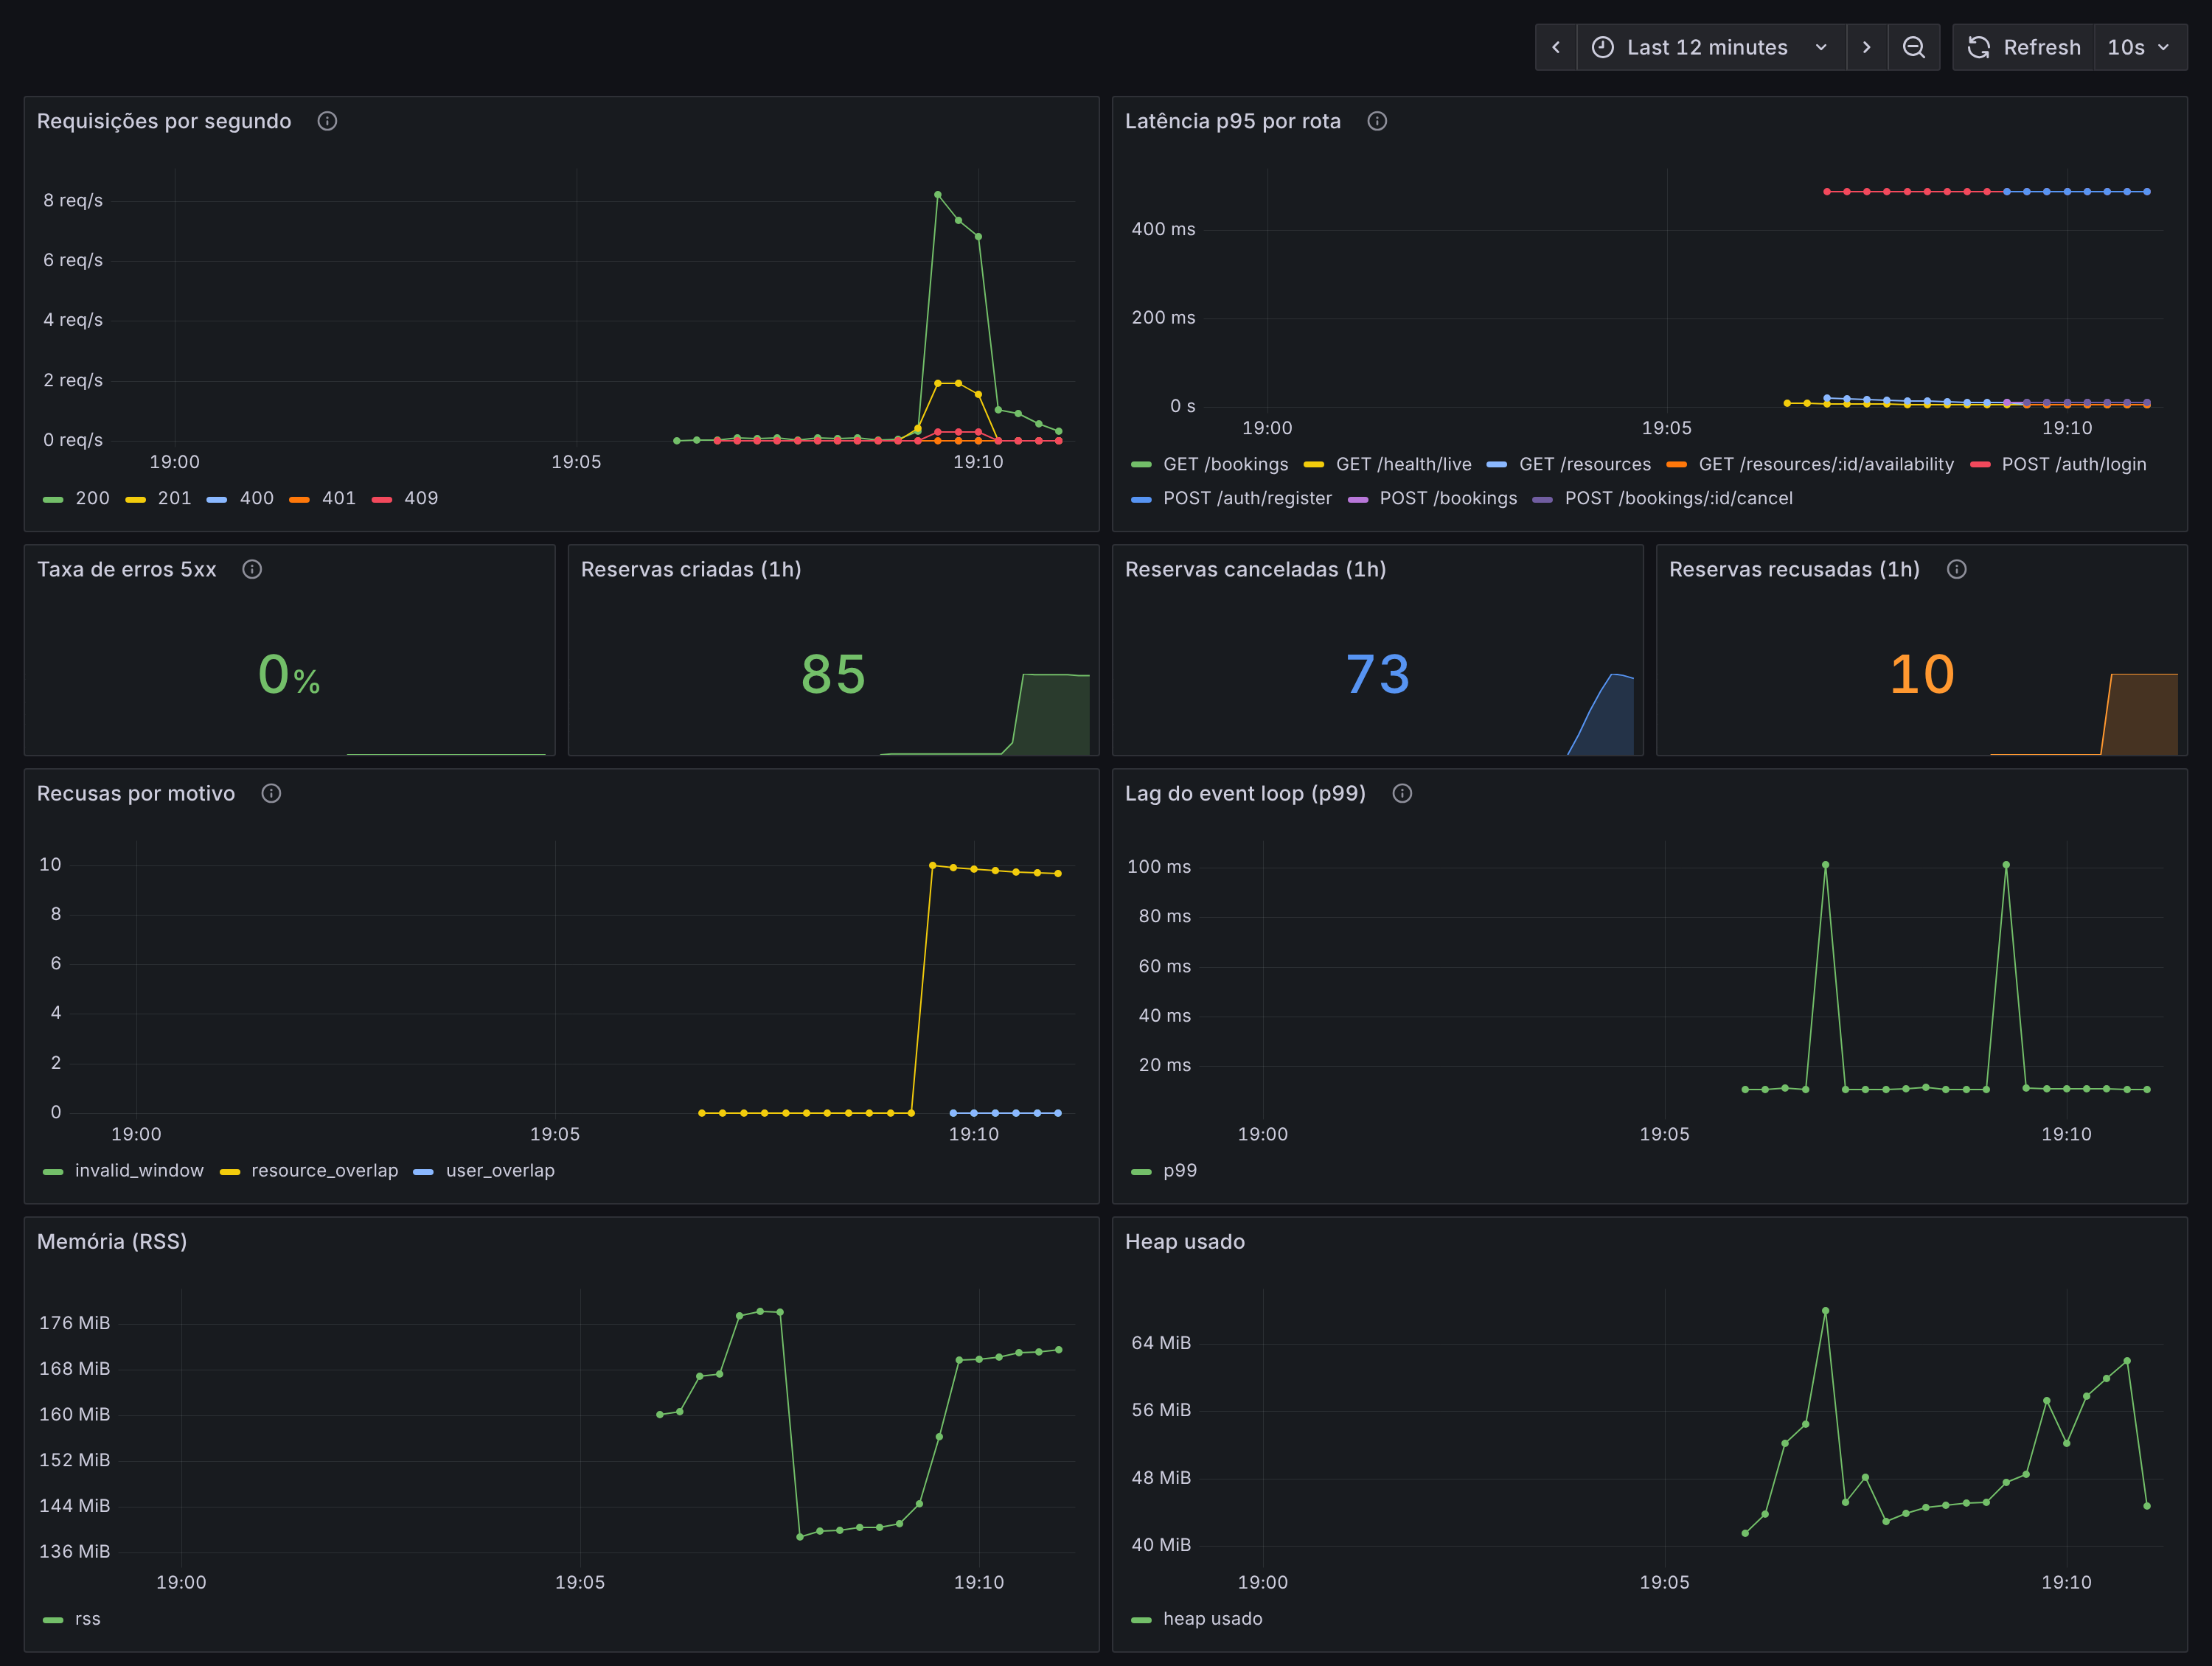 Last 12 minutes Refresh 10s
Requisições por segundo
8 req/s
6 req/s
4 req/s
2 req/s
0 req/s
19:00 19:05 19:10
200 201 400 401 409
Latência p95 por rota
400 ms
200 ms
0 s
19:00 19:05 19:10
GET /bookings GET /health/live GET /resources GET /resources/:id/availability POST /auth/login
POST /auth/register POST /bookings POST /bookings/:id/cancel
Taxa de erros 5xx
0%
Reservas criadas (1h)
85
Reservas canceladas (1h)
73
Reservas recusadas (1h)
10
Recusas por motivo
10
8
6
4
2
0
19:00 19:05 19:10
invalid_window resource_overlap user_overlap
Lag do event loop (p99)
100 ms
80 ms
60 ms
40 ms
20 ms
19:00 19:05 19:10
p99
Memória (RSS)
176 MiB
168 MiB
160 MiB
152 MiB
144 MiB
136 MiB
19:00 19:05 19:10
rss
Heap usado
64 MiB
56 MiB
48 MiB
40 MiB
19:00 19:05 19:10
heap usado